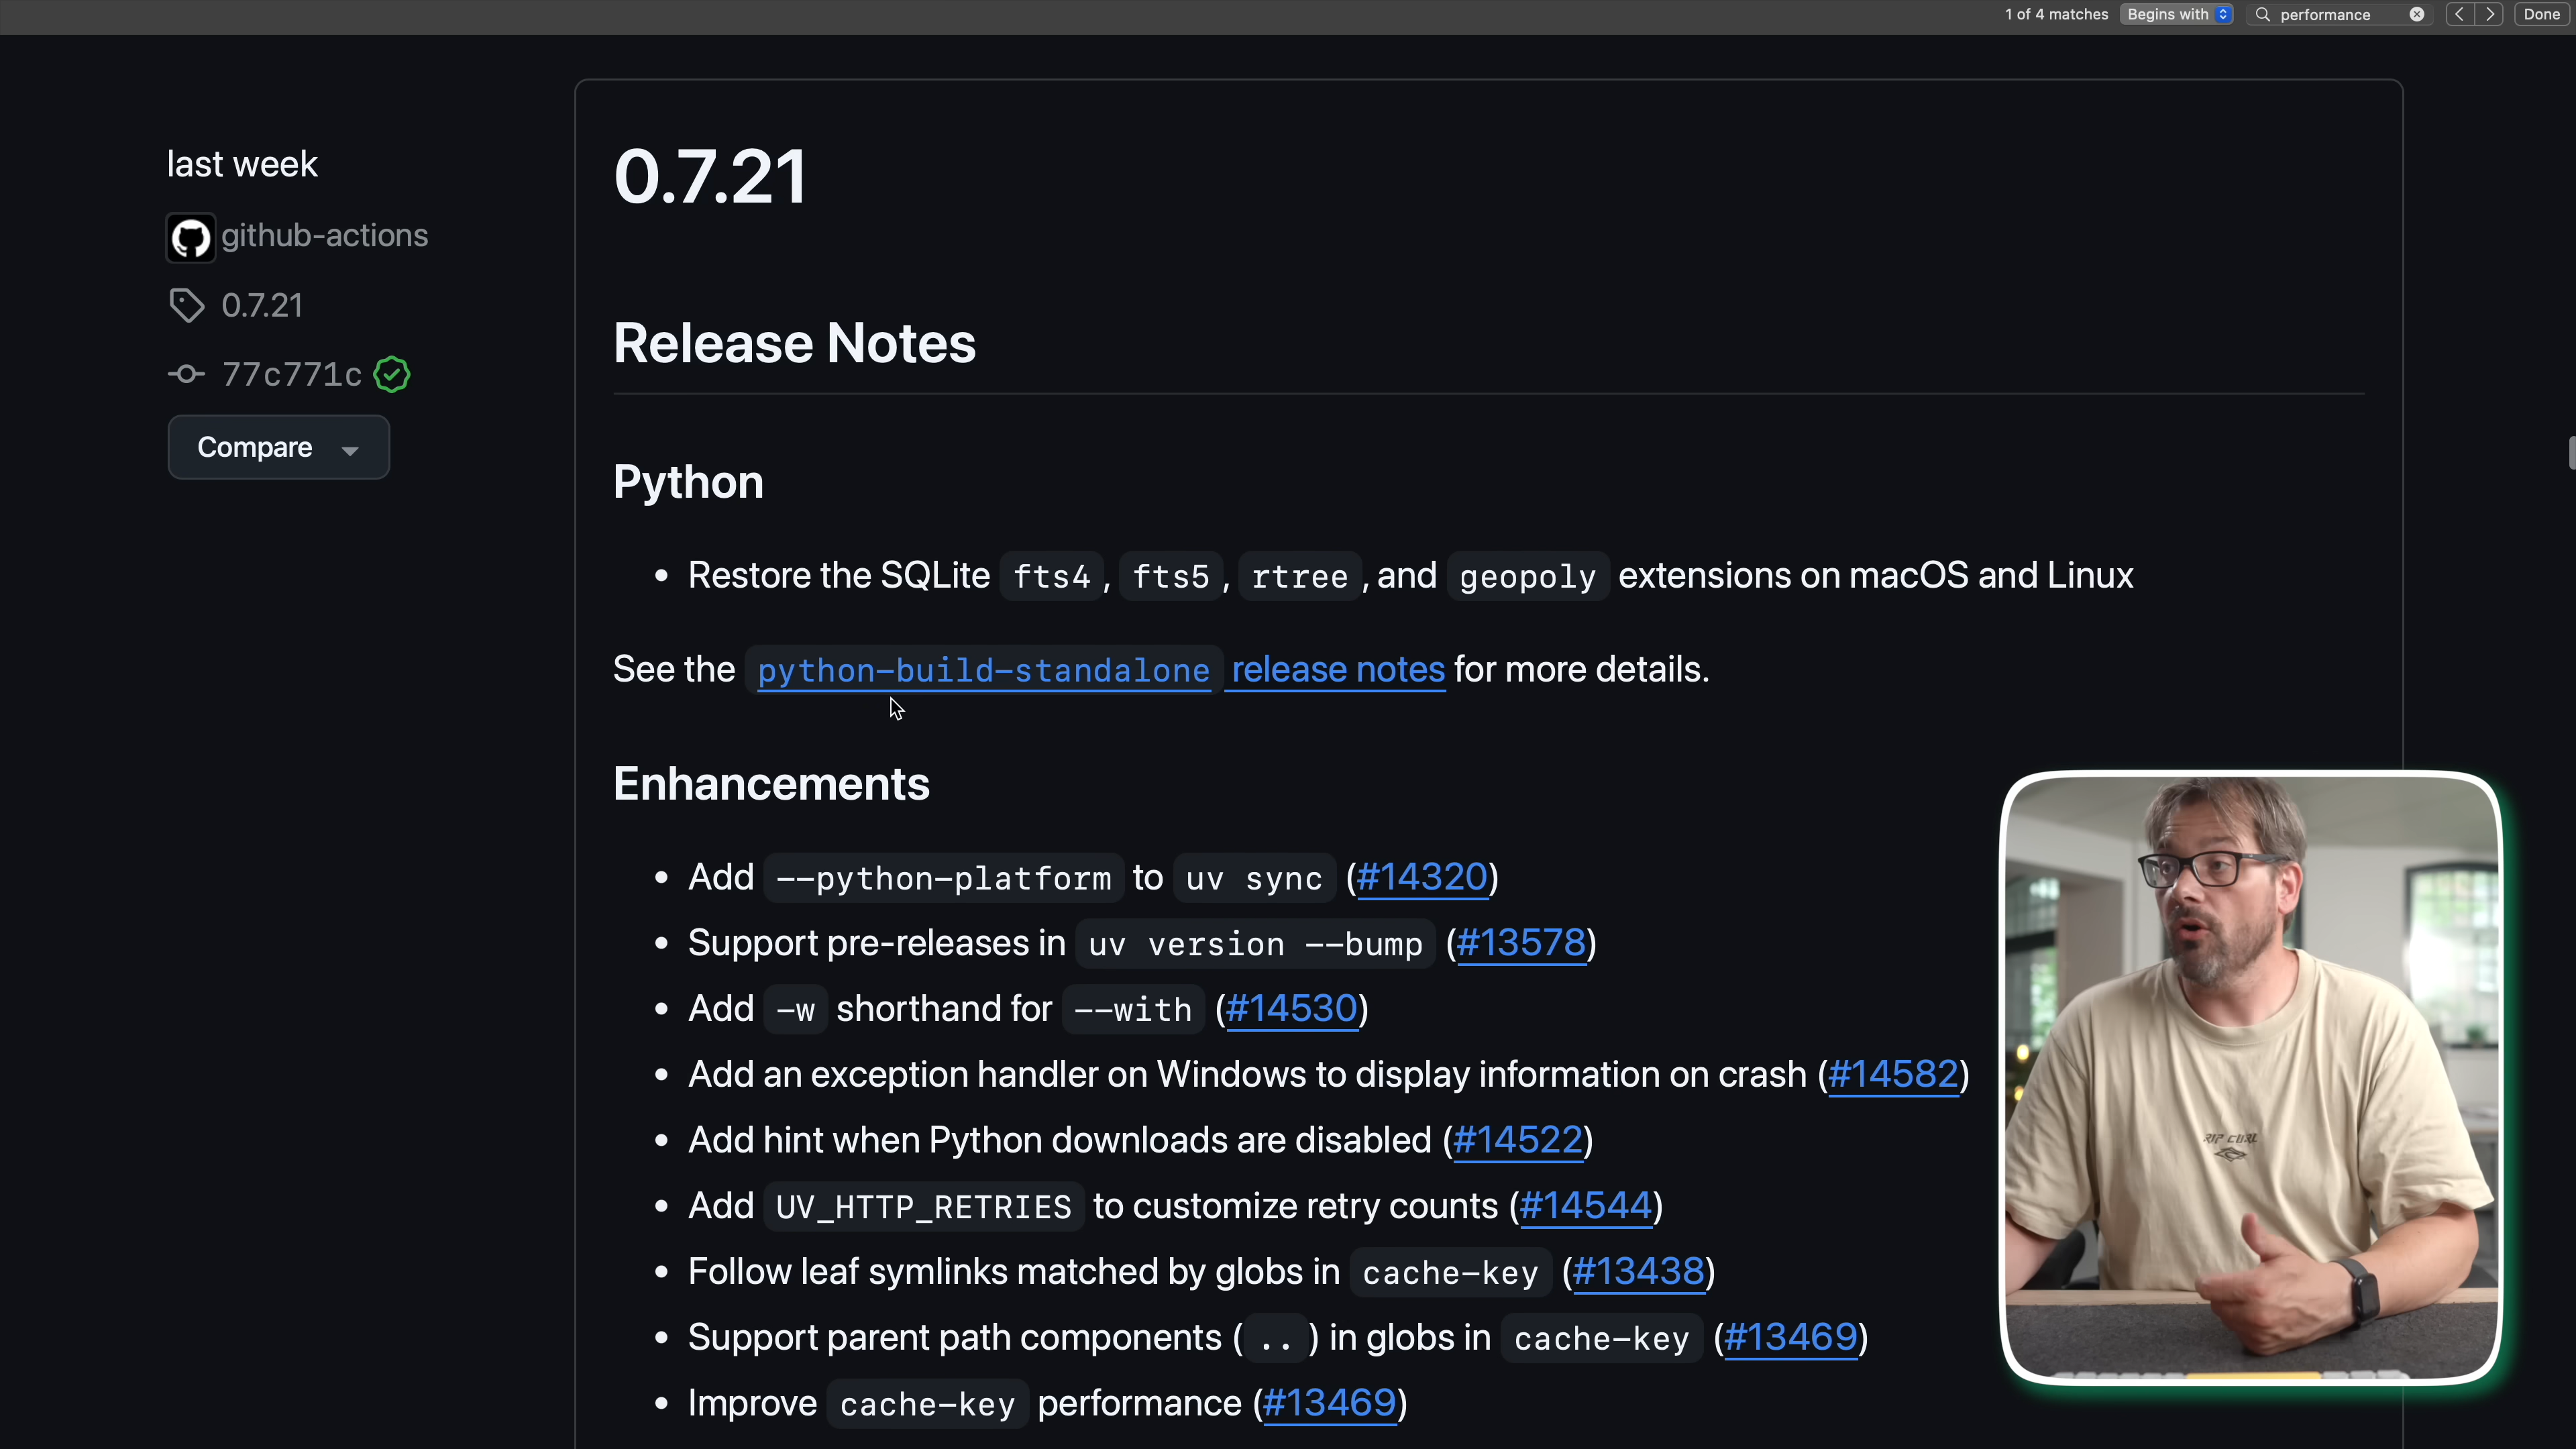 1 of 4 matches Begins with performance Done
last week
github-actions
0.7.21
77c771c
Compare
0.7.21
Release Notes
Python
• Restore the SQLite fts4, fts5, rtree, and geopoly extensions on macOS and Linux
See the python-build-standalone release notes for more details.
Enhancements
• Add --python-platform to uv sync (#14320)
• Support pre-releases in uv version --bump (#13578)
• Add -w shorthand for --with (#14530)
• Add an exception handler on Windows to display information on crash (#14582)
• Add hint when Python downloads are disabled (#14522)
• Add UV_HTTP_RETRIES to customize retry counts (#14544)
• Follow leaf symlinks matched by globs in cache-key (#13438)
• Support parent path components (..) in globs in cache-key (#13469)
• Improve cache-key performance (#13469)
RIP CURL